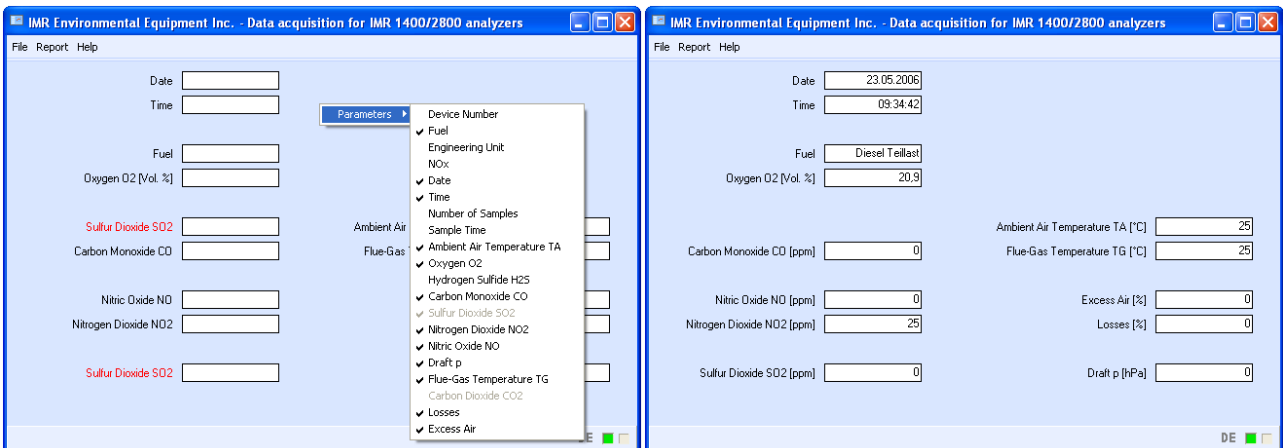 IMR Environmental Equipment Inc. - Data acquisition for IMR 1400/2800 analyzers
File Report Help
Date
Time
Fuel
Oxygen O2 [Vol. %]
Sulfur Dioxide SO2
Ambient Air
Carbon Monoxide CO
Flue-Gas
Nitric Oxide NO
Nitrogen Dioxide NO2
Sulfur Dioxide SO2
Parameters
Device Number
Fuel
Engineering Unit
NOx
Date
Time
Number of Samples
Sample Time
Ambient Air Temperature TA
Oxygen O2
Hydrogen Sulfide H2S
Carbon Monoxide CO
Sulfur Dioxide SO2
Nitrogen Dioxide NO2
Nitric Oxide NO
Draft p
Flue-Gas Temperature TG
Carbon Dioxide CO2
Losses
Excess Air
IMR Environmental Equipment Inc. - Data acquisition for IMR 1400/2800 analyzers
File Report Help
Date 23.05.2006
Time 09:34:42
Fuel Diesel Teillast
Oxygen O2 [Vol. %] 20,9
Ambient Air Temperature TA [°C] 25
Carbon Monoxide CO [ppm] 0 Flue-Gas Temperature TG [°C] 25
Nitric Oxide NO [ppm] 0 Excess Air [%] 0
Nitrogen Dioxide NO2 [ppm] 25 Losses [%] 0
Sulfur Dioxide SO2 [ppm] 0 Draft p [hPa] 0
DE